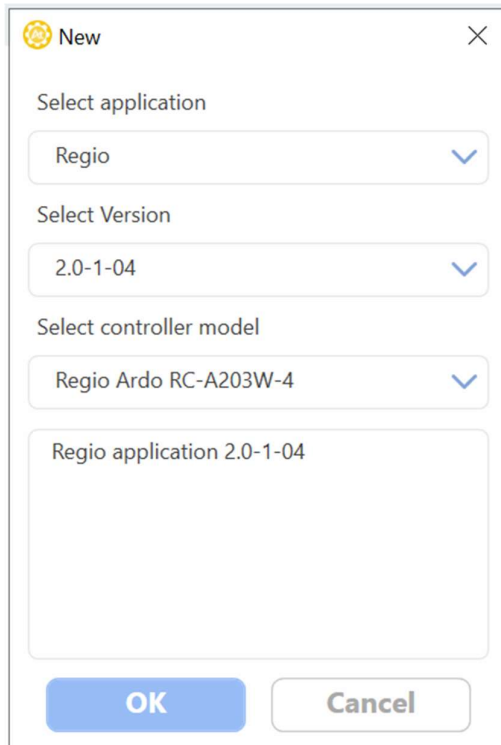 New
Select application
Regio
Select Version
2.0-1-04
Select controller model
Regio Ardo RC-A203W-4
Regio application 2.0-1-04
OK
Cancel